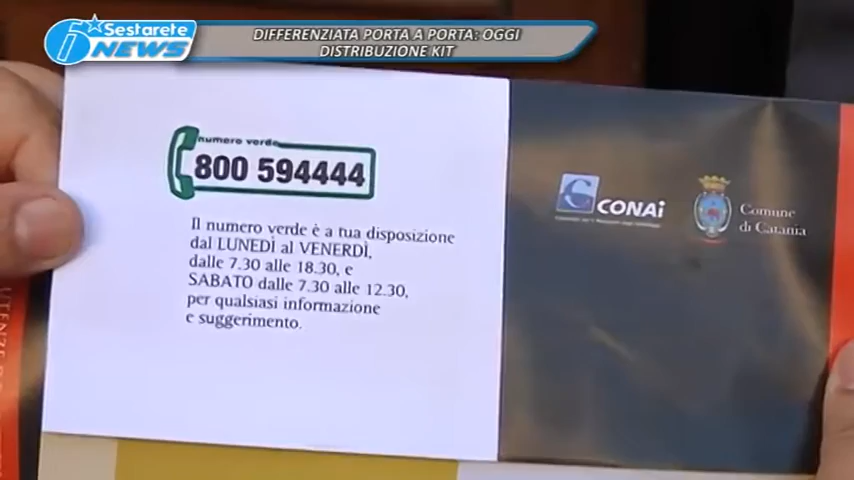 6 Sestarete
NEWS
DIFFERENZIATA PORTA A PORTA: OGGI
DISTRIBUZIONE KIT
numero verde
800 594444
Il numero verde è a tua disposizione
dal LUNEDÌ al VENERDÌ,
dalle 7.30 alle 18.30, e
SABATO dalle 7.30 alle 12.30,
per qualsiasi informazione
e suggerimento.
CONAI
Comune
di Catania
UTENZE